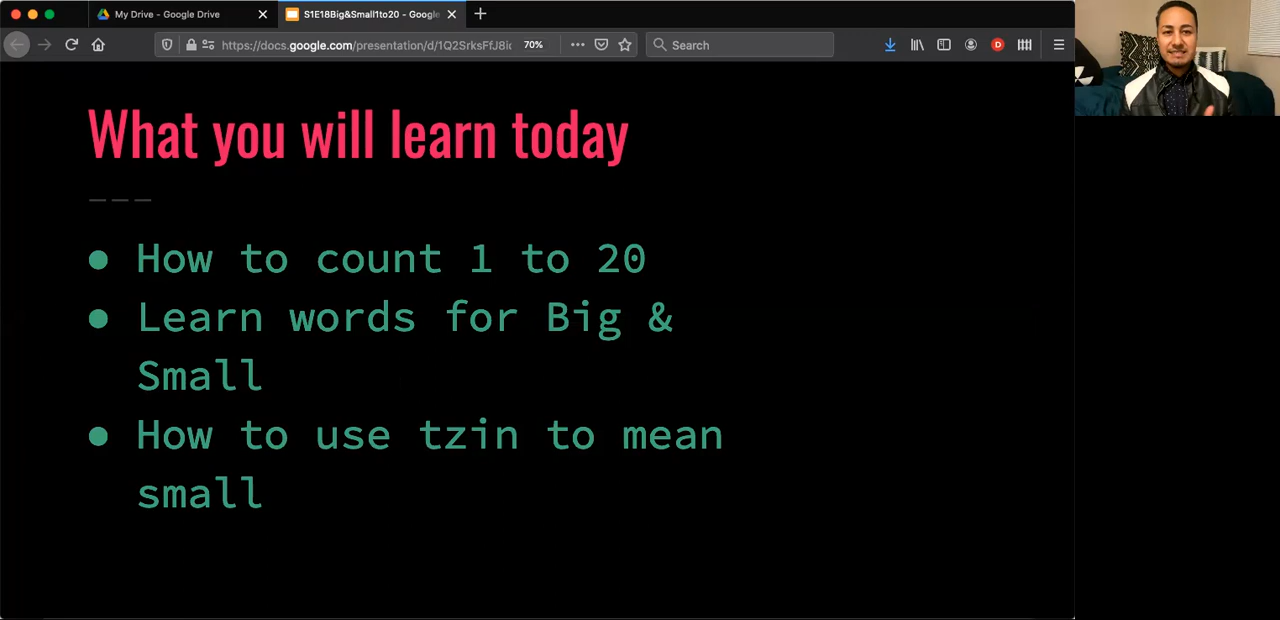 My Drive - Google Drive
S1E18Big&Small1to20 - Google
https://docs.google.com/presentation/d/1Q2SrksFfJ8ic
70%
Search
D
What you will learn today
● How to count 1 to 20
● Learn words for Big &
Small
● How to use tzin to mean
small